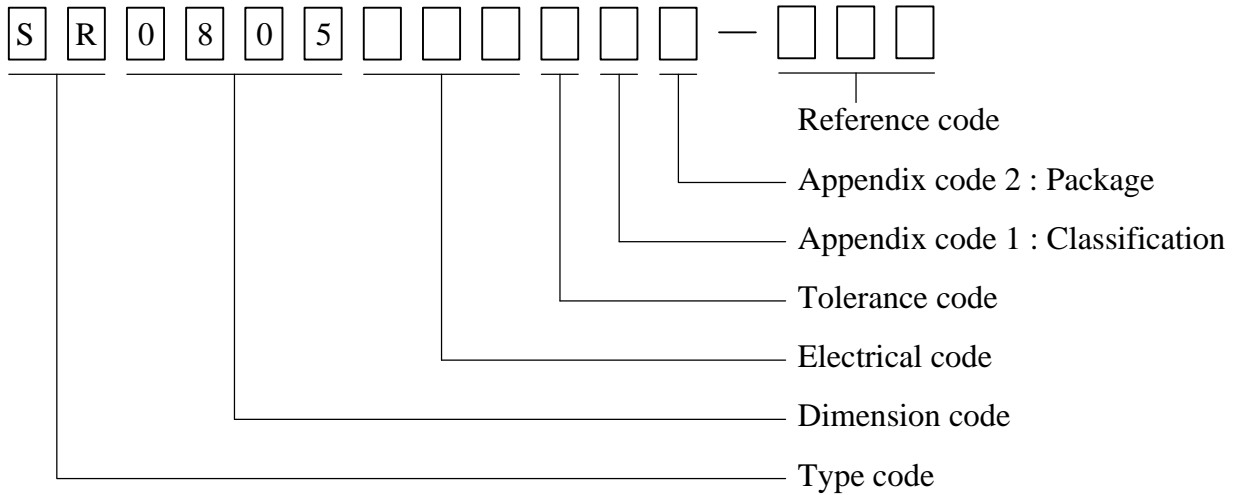 S R 0 8 0 5 —
Reference code
Appendix code 2 : Package
Appendix code 1 : Classification
Tolerance code
Electrical code
Dimension code
Type code